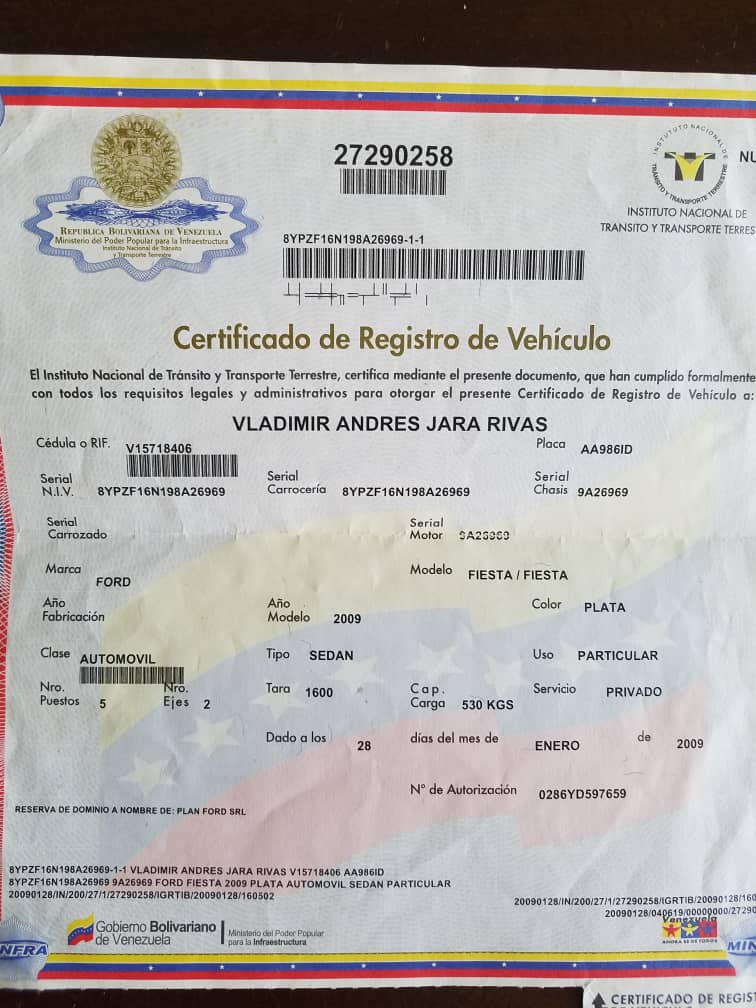 27290258
NU
INSTITUTO NACIONAL DE TRÁNSITO Y TRANSPORTE TERRESTRE
INSTITUTO NACIONAL DE
TRANSITO Y TRANSPORTE TERRES
REPUBLICA BOLIVARIANA DE VENEZUELA
Ministerio del Poder Popular para la Infraestructura
Instituto Nacional de Tránsito
y Transporte Terrestre
8YPZF16N198A26969-1-1
Certificado de Registro de Vehículo
El Instituto Nacional de Tránsito y Transporte Terrestre, certifica mediante el presente documento, que han cumplido formalmente
con todos los requisitos legales y administrativos para otorgar el presente Certificado de Registro de Vehículo a:
VLADIMIR ANDRES JARA RIVAS
Cédula o RIF. V15718406 Placa AA986ID
Serial N.I.V. 8YPZF16N198A26969 Serial Carrocería 8YPZF16N198A26969 Serial Chasis 9A26969
Serial Carrozado Serial Motor 9A26969
Marca FORD Modelo FIESTA / FIESTA
Año Fabricación Año Modelo 2009 Color PLATA
Clase AUTOMOVIL Tipo SEDAN Uso PARTICULAR
Nro. Puestos 5 Nro. Ejes 2 Tara 1600 Cap. Carga 530 KGS Servicio PRIVADO
Dado a los 28 días del mes de ENERO de 2009
N° de Autorización 0286YD597659
RESERVA DE DOMINIO A NOMBRE DE: PLAN FORD SRL
8YPZF16N198A26969-1-1 VLADIMIR ANDRES JARA RIVAS V15718406 AA986ID
8YPZF16N198A26969 9A26969 FORD FIESTA 2009 PLATA AUTOMOVIL SEDAN PARTICULAR
20090128/IN/200/27/1/27290258/IGRTIB/20090128/160502
20090128/IN/200/27/1/27290258/IGRTIB/20090128/160
20090128/040619/00000000/27290
Gobierno Bolivariano
de Venezuela
Ministerio del Poder Popular
para la Infraestructura
Venezuela
AHORA ES DE TODOS
NFRA
MIN
CERTIFICADO DE REGIS